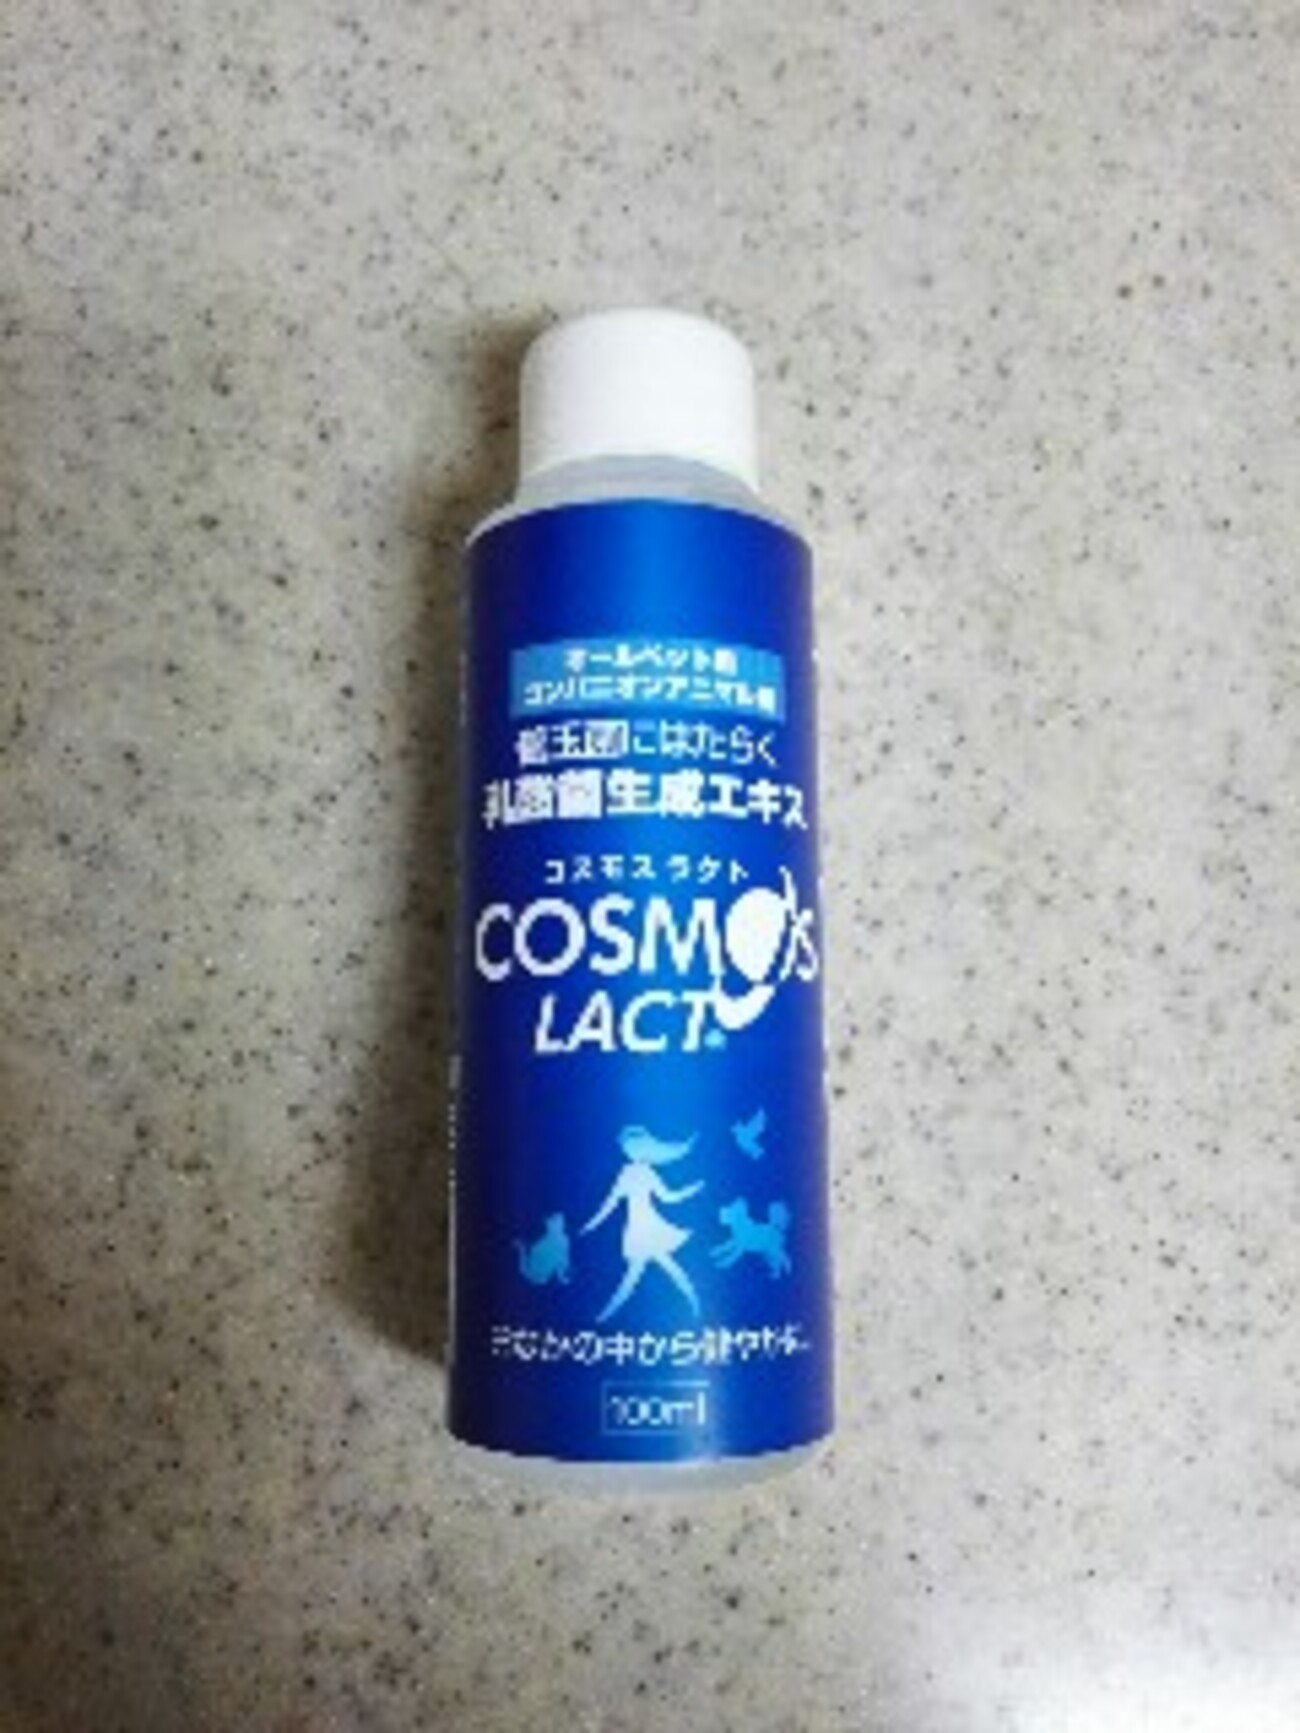 オールペット用
コンパニオンアニマル用
善玉菌にはたらく
乳酸菌生成エキス
コスモスラクト
COSMO's
LACT
おなかの中から健やかに
100ml